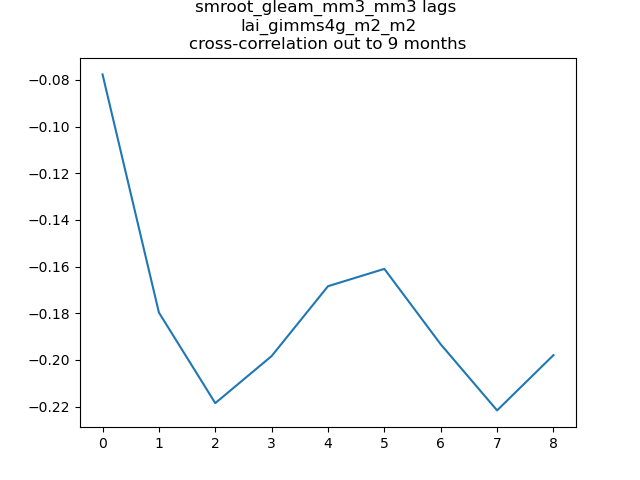 smroot_gleam_mm3_mm3 lags
lai_gimms4g_m2_m2
cross-correlation out to 9 months
−0.08
−0.10
−0.12
−0.14
−0.16
−0.18
−0.20
−0.22
0 1 2 3 4 5 6 7 8